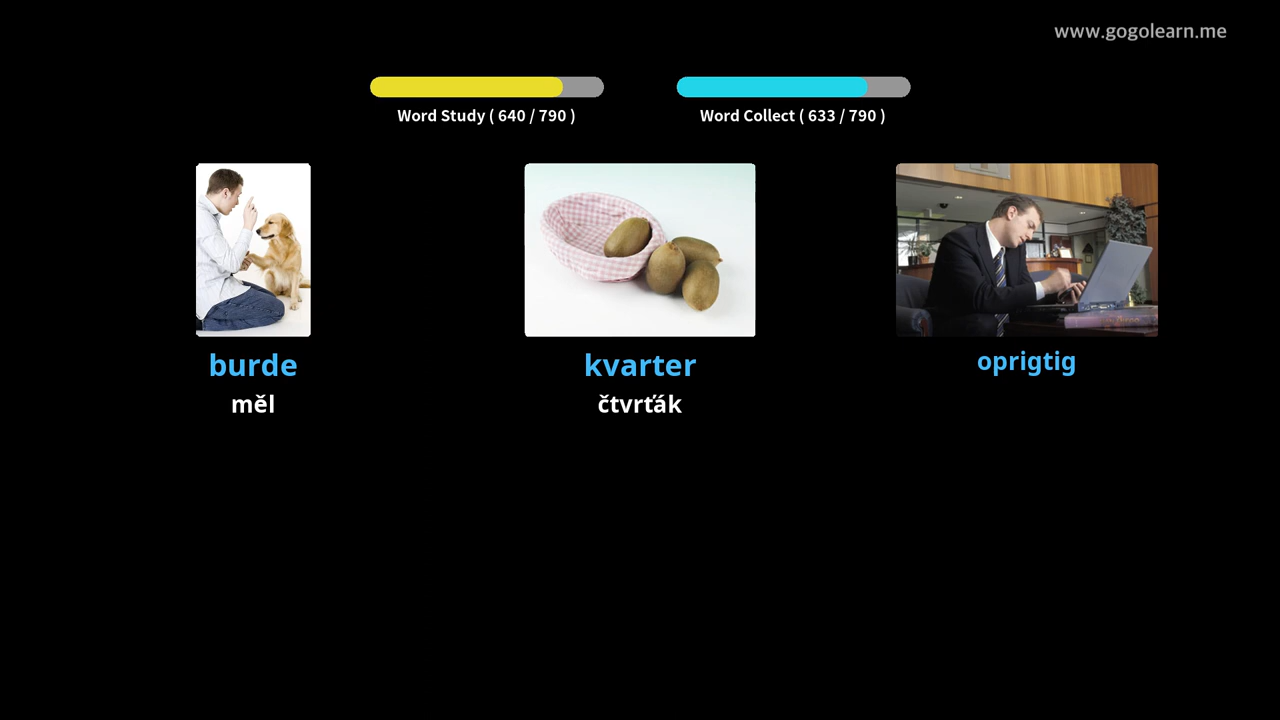 www.gogolearn.me
Word Study ( 640 / 790 )
Word Collect ( 633 / 790 )
burde
kvarter
oprigtig
měl
čtvrťák